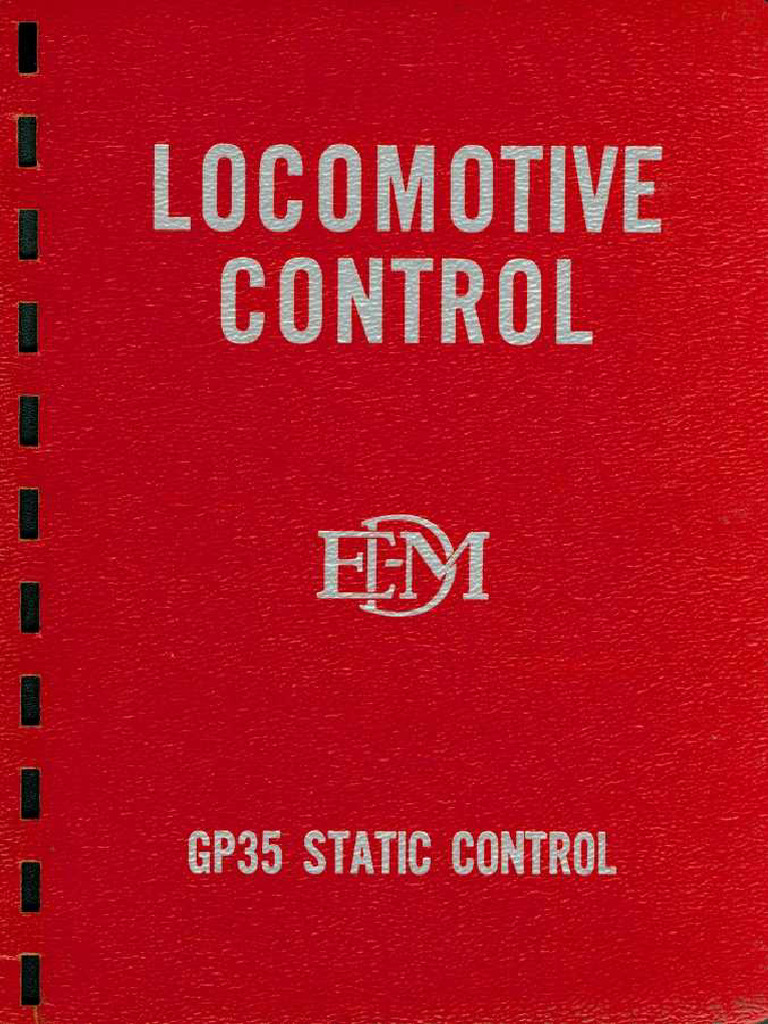 LOCOMOTIVE
CONTROL
EMD
GP35 STATIC CONTROL